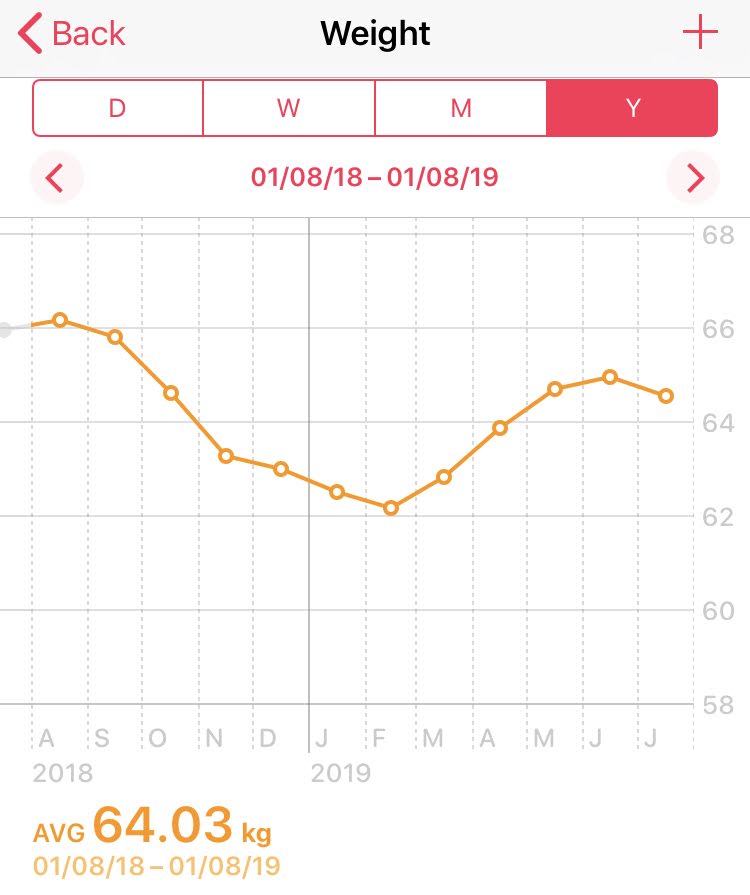 Back Weight +
D W M Y
01/08/18 – 01/08/19
68
66
64
62
60
58
A S O N D J F M A M J J
2018 2019
AVG 64.03 kg
01/08/18 – 01/08/19